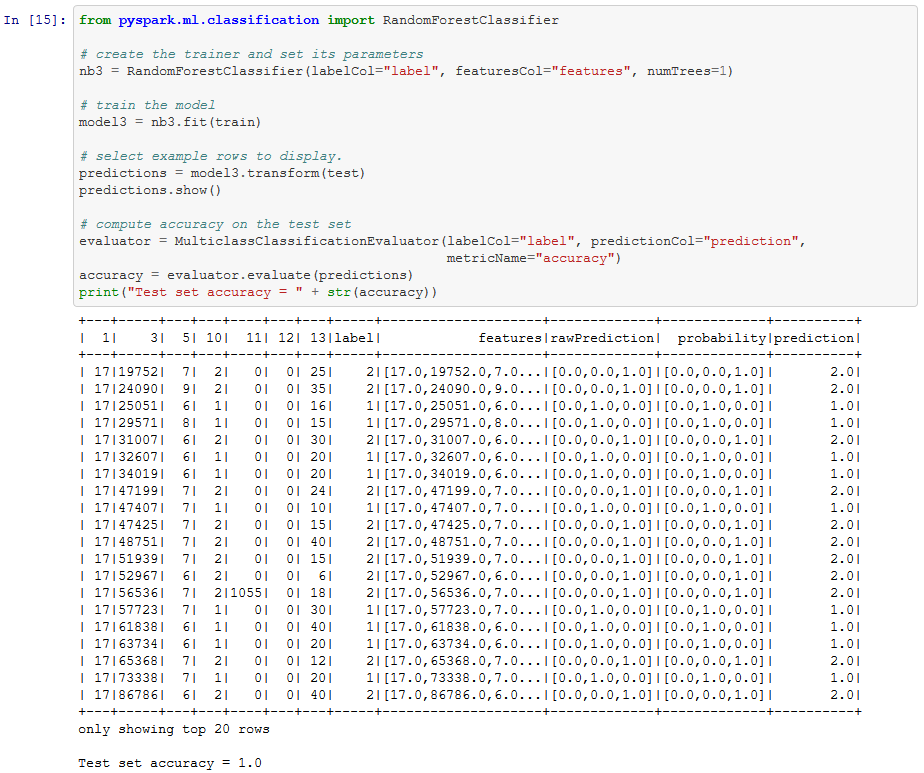 In [15]: from pyspark.ml.classification import RandomForestClassifier
# create the trainer and set its parameters
nb3 = RandomForestClassifier(labelCol="label", featuresCol="features", numTrees=1)
# train the model
model3 = nb3.fit(train)
# select example rows to display.
predictions = model3.transform(test)
predictions.show()
# compute accuracy on the test set
evaluator = MulticlassClassificationEvaluator(labelCol="label", predictionCol="prediction",
metricName="accuracy")
accuracy = evaluator.evaluate(predictions)
print("Test set accuracy = " + str(accuracy))
+---+-----+---+---+----+---+---+-----+--------------------+-------------+-------------+----------+
|  1|    3|  5| 10|  11| 12| 13|label|            features|rawPrediction|  probability|prediction|
+---+-----+---+---+----+---+---+-----+--------------------+-------------+-------------+----------+
| 17|19752|  7|  2|   0|  0| 25|    2|[17.0,19752.0,7.0...|[0.0,0.0,1.0]|[0.0,0.0,1.0]|       2.0|
| 17|24090|  9|  2|   0|  0| 35|    2|[17.0,24090.0,9.0...|[0.0,0.0,1.0]|[0.0,0.0,1.0]|       2.0|
| 17|25051|  6|  1|   0|  0| 16|    1|[17.0,25051.0,6.0...|[0.0,1.0,0.0]|[0.0,1.0,0.0]|       1.0|
| 17|29571|  8|  1|   0|  0| 15|    1|[17.0,29571.0,8.0...|[0.0,1.0,0.0]|[0.0,1.0,0.0]|       1.0|
| 17|31007|  6|  2|   0|  0| 30|    2|[17.0,31007.0,6.0...|[0.0,0.0,1.0]|[0.0,0.0,1.0]|       2.0|
| 17|32607|  6|  1|   0|  0| 20|    1|[17.0,32607.0,6.0...|[0.0,1.0,0.0]|[0.0,1.0,0.0]|       1.0|
| 17|34019|  6|  1|   0|  0| 20|    1|[17.0,34019.0,6.0...|[0.0,1.0,0.0]|[0.0,1.0,0.0]|       1.0|
| 17|47199|  7|  2|   0|  0| 24|    2|[17.0,47199.0,7.0...|[0.0,0.0,1.0]|[0.0,0.0,1.0]|       2.0|
| 17|47407|  7|  1|   0|  0| 10|    1|[17.0,47407.0,7.0...|[0.0,1.0,0.0]|[0.0,1.0,0.0]|       1.0|
| 17|47425|  7|  2|   0|  0| 15|    2|[17.0,47425.0,7.0...|[0.0,0.0,1.0]|[0.0,0.0,1.0]|       2.0|
| 17|48751|  7|  2|   0|  0| 40|    2|[17.0,48751.0,7.0...|[0.0,0.0,1.0]|[0.0,0.0,1.0]|       2.0|
| 17|51939|  7|  2|   0|  0| 15|    2|[17.0,51939.0,7.0...|[0.0,0.0,1.0]|[0.0,0.0,1.0]|       2.0|
| 17|52967|  6|  2|   0|  0|  6|    2|[17.0,52967.0,6.0...|[0.0,0.0,1.0]|[0.0,0.0,1.0]|       2.0|
| 17|56536|  7|  2|1055|  0| 18|    2|[17.0,56536.0,7.0...|[0.0,0.0,1.0]|[0.0,0.0,1.0]|       2.0|
| 17|57723|  7|  1|   0|  0| 30|    1|[17.0,57723.0,7.0...|[0.0,1.0,0.0]|[0.0,1.0,0.0]|       1.0|
| 17|61838|  6|  1|   0|  0| 40|    1|[17.0,61838.0,6.0...|[0.0,1.0,0.0]|[0.0,1.0,0.0]|       1.0|
| 17|63734|  6|  1|   0|  0| 20|    1|[17.0,63734.0,6.0...|[0.0,1.0,0.0]|[0.0,1.0,0.0]|       1.0|
| 17|65368|  7|  2|   0|  0| 12|    2|[17.0,65368.0,7.0...|[0.0,0.0,1.0]|[0.0,0.0,1.0]|       2.0|
| 17|73338|  7|  1|   0|  0| 20|    1|[17.0,73338.0,7.0...|[0.0,1.0,0.0]|[0.0,1.0,0.0]|       1.0|
| 17|86786|  6|  2|   0|  0| 40|    2|[17.0,86786.0,6.0...|[0.0,0.0,1.0]|[0.0,0.0,1.0]|       2.0|
+---+-----+---+---+----+---+---+-----+--------------------+-------------+-------------+----------+
only showing top 20 rows
Test set accuracy = 1.0